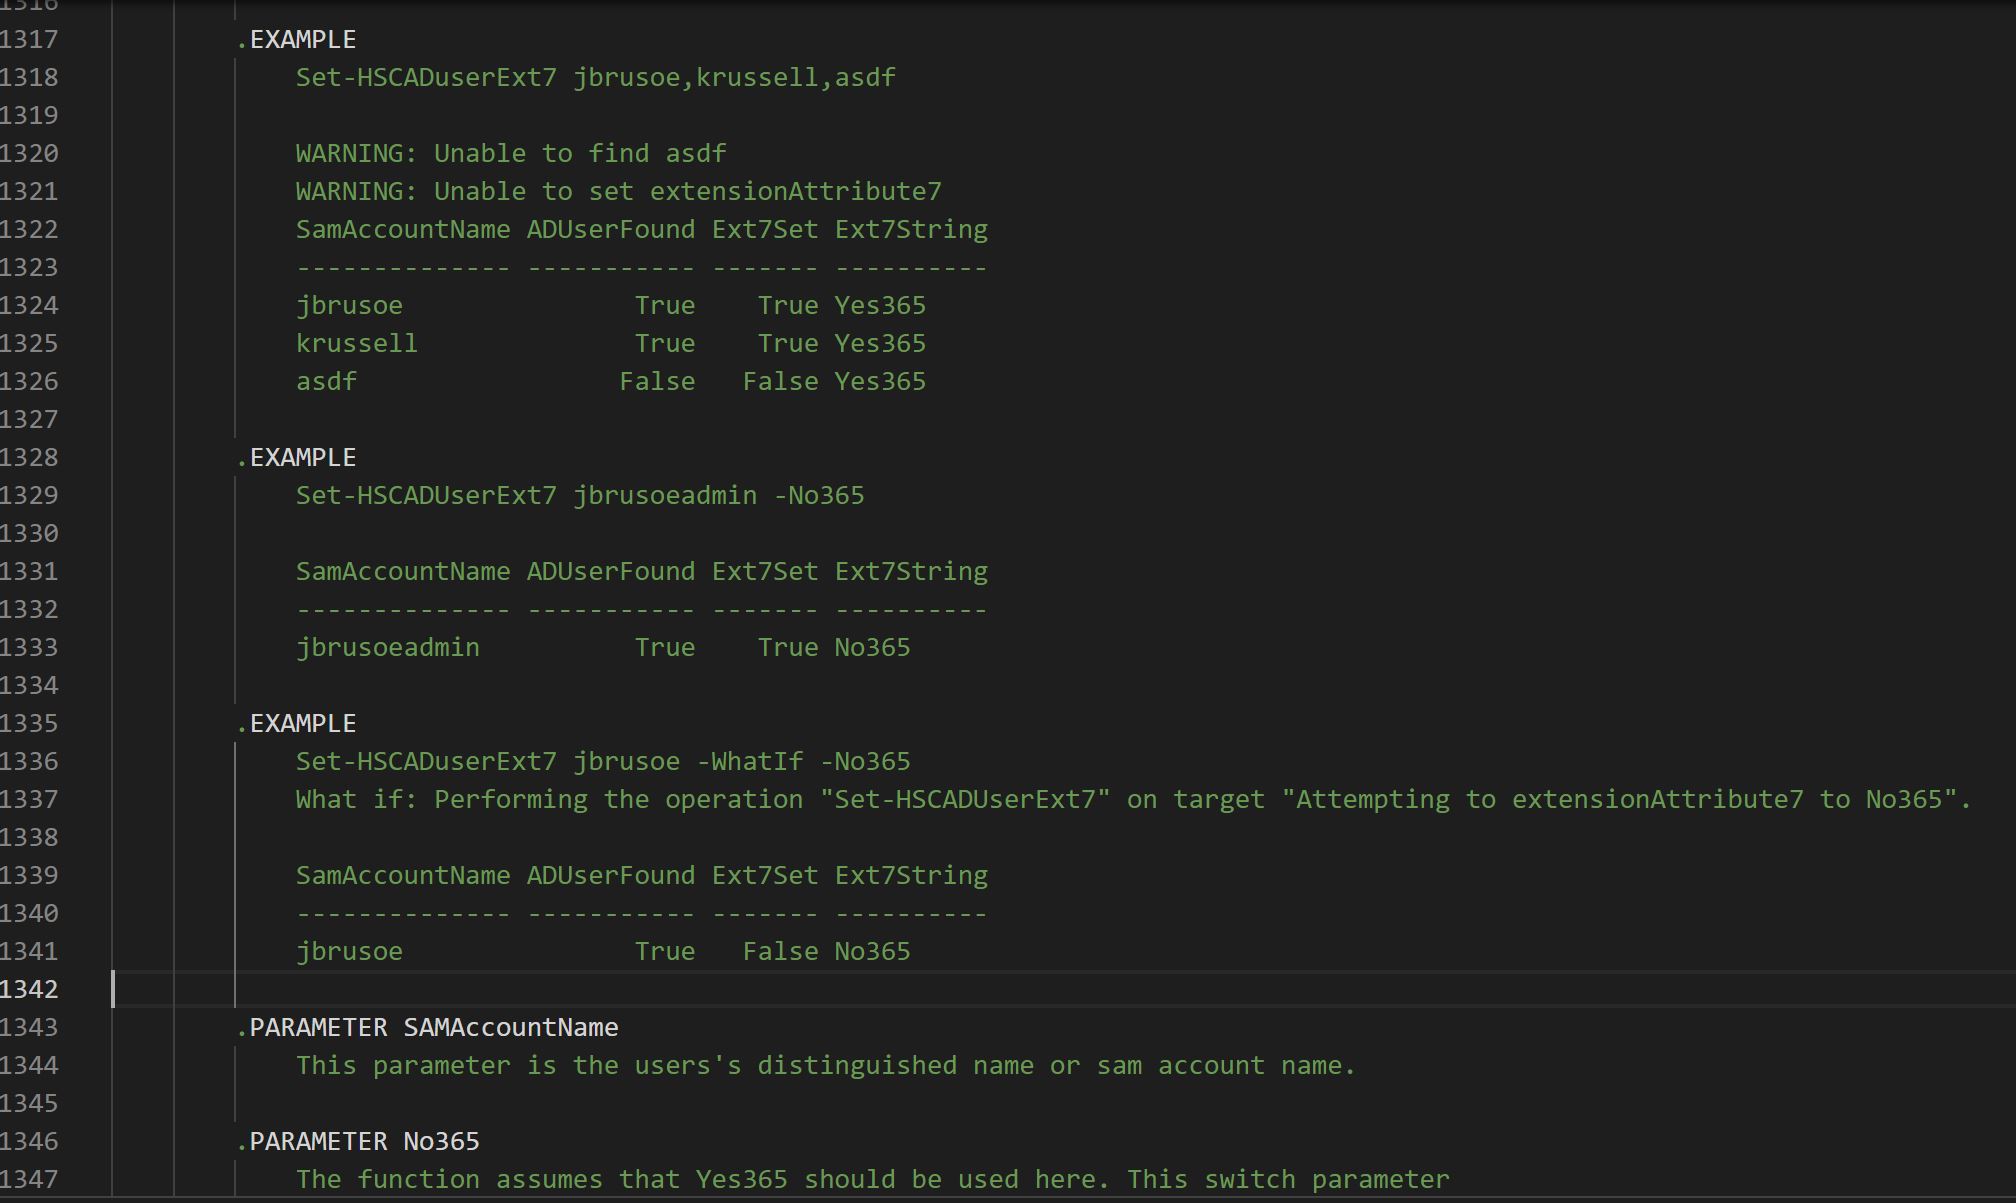 1316
1317 .EXAMPLE
1318 Set-HSCADuserExt7 jbrusoe,krussell,asdf
1319
1320 WARNING: Unable to find asdf
1321 WARNING: Unable to set extensionAttribute7
1322 SamAccountName ADUserFound Ext7Set Ext7String
1323 -------------- ----------- ------- ----------
1324 jbrusoe               True    True Yes365
1325 krussell              True    True Yes365
1326 asdf                 False   False Yes365
1327
1328 .EXAMPLE
1329 Set-HSCADUserExt7 jbrusoeadmin -No365
1330
1331 SamAccountName ADUserFound Ext7Set Ext7String
1332 -------------- ----------- ------- ----------
1333 jbrusoeadmin          True    True No365
1334
1335 .EXAMPLE
1336 Set-HSCADuserExt7 jbrusoe -WhatIf -No365
1337 What if: Performing the operation "Set-HSCADUserExt7" on target "Attempting to extensionAttribute7 to No365".
1338
1339 SamAccountName ADUserFound Ext7Set Ext7String
1340 -------------- ----------- ------- ----------
1341 jbrusoe               True   False No365
1342
1343 .PARAMETER SAMAccountName
1344 This parameter is the users's distinguished name or sam account name.
1345
1346 .PARAMETER No365
1347 The function assumes that Yes365 should be used here. This switch parameter